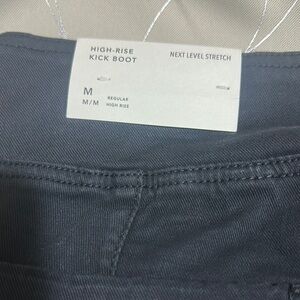 HIGH-RISE
KICK BOOT
NEXT LEVEL STRETCH
M
M/M
REGULAR
HIGH RISE